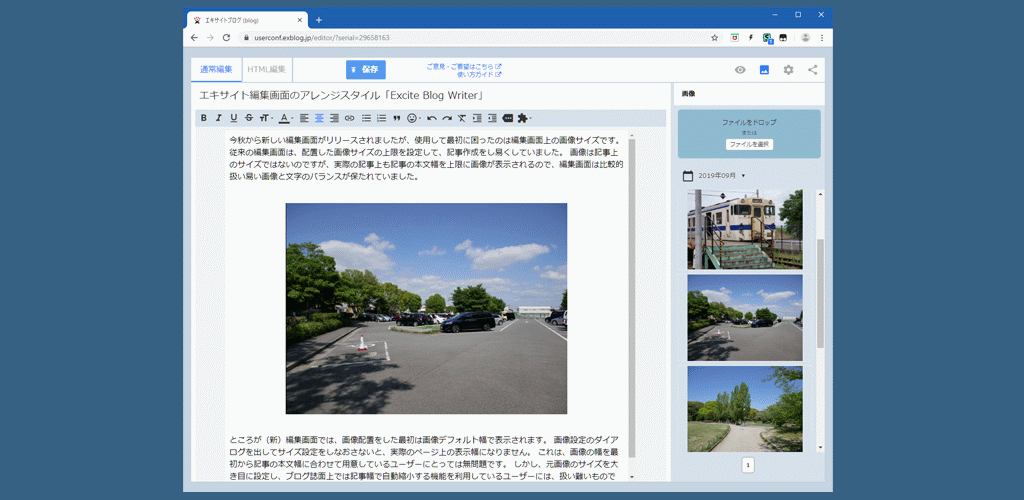 エキサイトブログ (blog)
userconf.exblog.jp/editor/?serial=29658163
通常編集
HTML編集
保存
ご意見・ご要望はこちら
使い方ガイド
エキサイト編集画面のアレンジスタイル「Excite Blog Writer」
今秋から新しい編集画面がリリースされましたが、使用して最初に困ったのは編集画面上の画像サイズです。
従来の編集画面は、配置した画像サイズの上限を設定して、記事作成をし易くしていました。 画像は記事上
のサイズではないのですが、実際の記事上も記事の本文幅を上限に画像が表示されるので、編集画面は比較的
扱い易い画像と文字のバランスが保たれていました。
ところが（新）編集画面では、画像配置をした最初は画像デフォルト幅で表示されます。 画像設定のダイア
ログを出してサイズ設定をしなおさないと、実際のページ上の表示幅になりません。 これは、画像の幅を最
初から記事の本文幅に合わせて用意しているユーザーにとっては無問題です。 しかし、元画像のサイズを大
き目に設定し、ブログ誌面上では記事幅で自動縮小する機能を利用しているユーザーには、扱い難いもので
画像
ファイルをドロップ
または
ファイルを選択
2019年09月
1